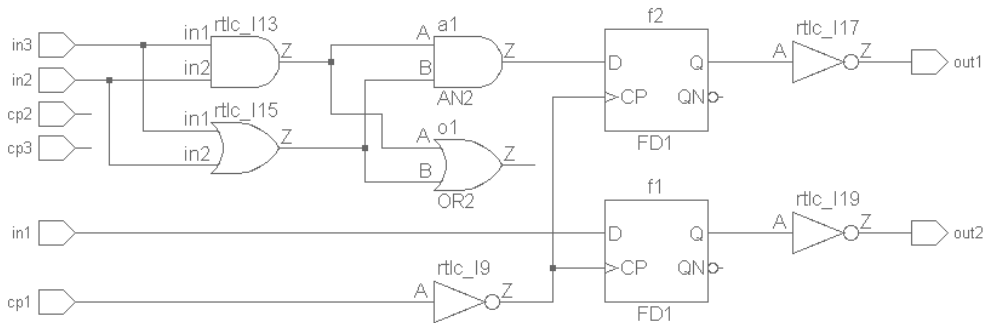 rtlc_I13 a1 f2 rtlc_I17
in3 in1 Z A Z D Q A Z out1
in2 in2 B
AN2
cp2 rtlc_I15 CP QN
in1 o1
cp3 in2 Z A Z FD1
B
OR2 f1 rtlc_I19
in1 D Q A Z out2
rtlc_I9 CP QN
cp1 A Z FD1